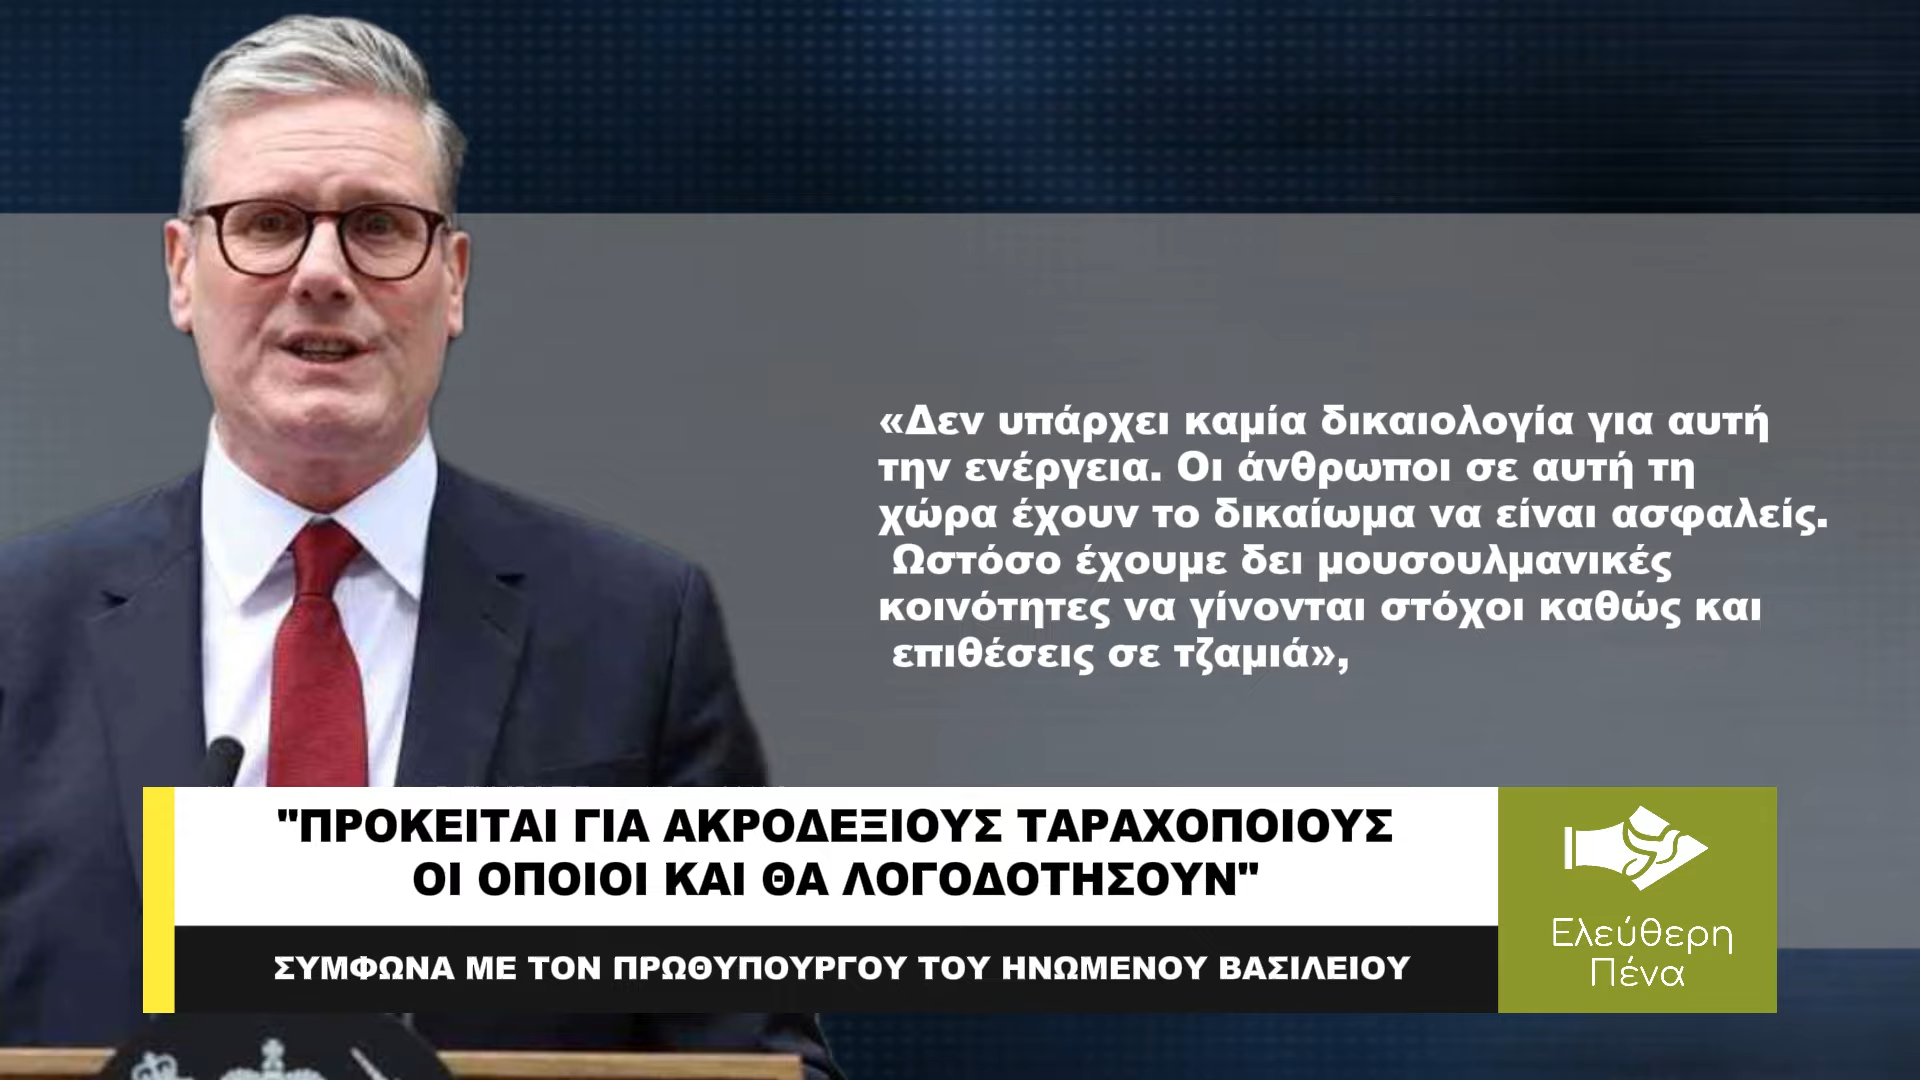 «Δεν υπάρχει καμία δικαιολογία για αυτή
την ενέργεια. Οι άνθρωποι σε αυτή τη
χώρα έχουν το δικαίωμα να είναι ασφαλείς.
Ωστόσο έχουμε δει μουσουλμανικές
κοινότητες να γίνονται στόχοι καθώς και
επιθέσεις σε τζαμιά»,
"ΠΡΟΚΕΙΤΑΙ ΓΙΑ ΑΚΡΟΔΕΞΙΟΥΣ ΤΑΡΑΧΟΠΟΙΟΥΣ
ΟΙ ΟΠΟΙΟΙ ΚΑΙ ΘΑ ΛΟΓΟΔΟΤΗΣΟΥΝ"
ΣΥΜΦΩΝΑ ΜΕ ΤΟΝ ΠΡΩΘΥΠΟΥΡΓΟΥ ΤΟΥ ΗΝΩΜΕΝΟΥ ΒΑΣΙΛΕΙΟΥ
Ελεύθερη
Πένα